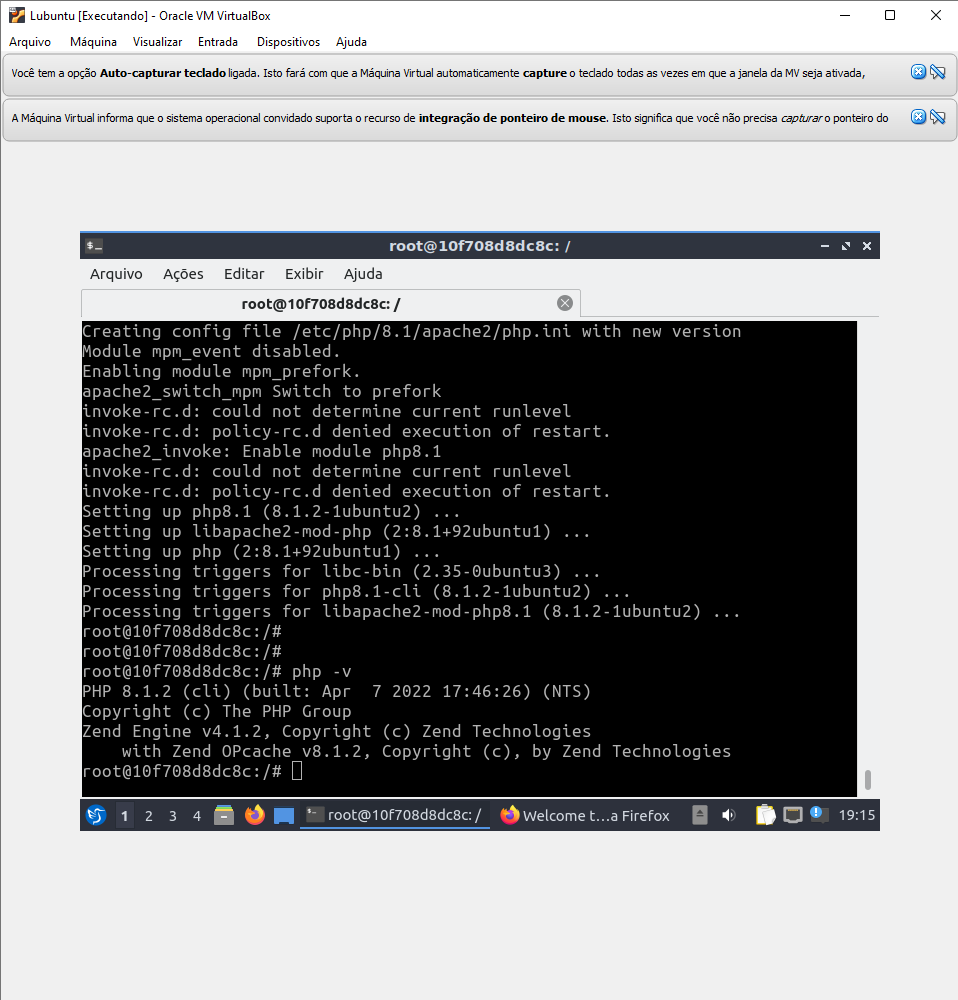 Lubuntu [Executando] - Oracle VM VirtualBox
Arquivo Máquina Visualizar Entrada Dispositivos Ajuda
Você tem a opção Auto-capturar teclado ligada. Isto fará com que a Máquina Virtual automaticamente capture o teclado todas as vezes em que a janela da MV seja ativada,
A Máquina Virtual informa que o sistema operacional convidado suporta o recurso de integração de ponteiro de mouse. Isto significa que você não precisa capturar o ponteiro do
root@10f708d8dc8c: /
Arquivo Ações Editar Exibir Ajuda
root@10f708d8dc8c: /
Creating config file /etc/php/8.1/apache2/php.ini with new version
Module mpm_event disabled.
Enabling module mpm_prefork.
apache2_switch_mpm Switch to prefork
invoke-rc.d: could not determine current runlevel
invoke-rc.d: policy-rc.d denied execution of restart.
apache2_invoke: Enable module php8.1
invoke-rc.d: could not determine current runlevel
invoke-rc.d: policy-rc.d denied execution of restart.
Setting up php8.1 (8.1.2-1ubuntu2) ...
Setting up libapache2-mod-php (2:8.1+92ubuntu1) ...
Setting up php (2:8.1+92ubuntu1) ...
Processing triggers for libc-bin (2.35-0ubuntu3) ...
Processing triggers for php8.1-cli (8.1.2-1ubuntu2) ...
Processing triggers for libapache2-mod-php8.1 (8.1.2-1ubuntu2) ...
root@10f708d8dc8c:/#
root@10f708d8dc8c:/#
root@10f708d8dc8c:/# php -v
PHP 8.1.2 (cli) (built: Apr  7 2022 17:46:26) (NTS)
Copyright (c) The PHP Group
Zend Engine v4.1.2, Copyright (c) Zend Technologies
    with Zend OPcache v8.1.2, Copyright (c), by Zend Technologies
root@10f708d8dc8c:/#
1 2 3 4 root@10f708d8dc8c: / Welcome t...a Firefox 19:15